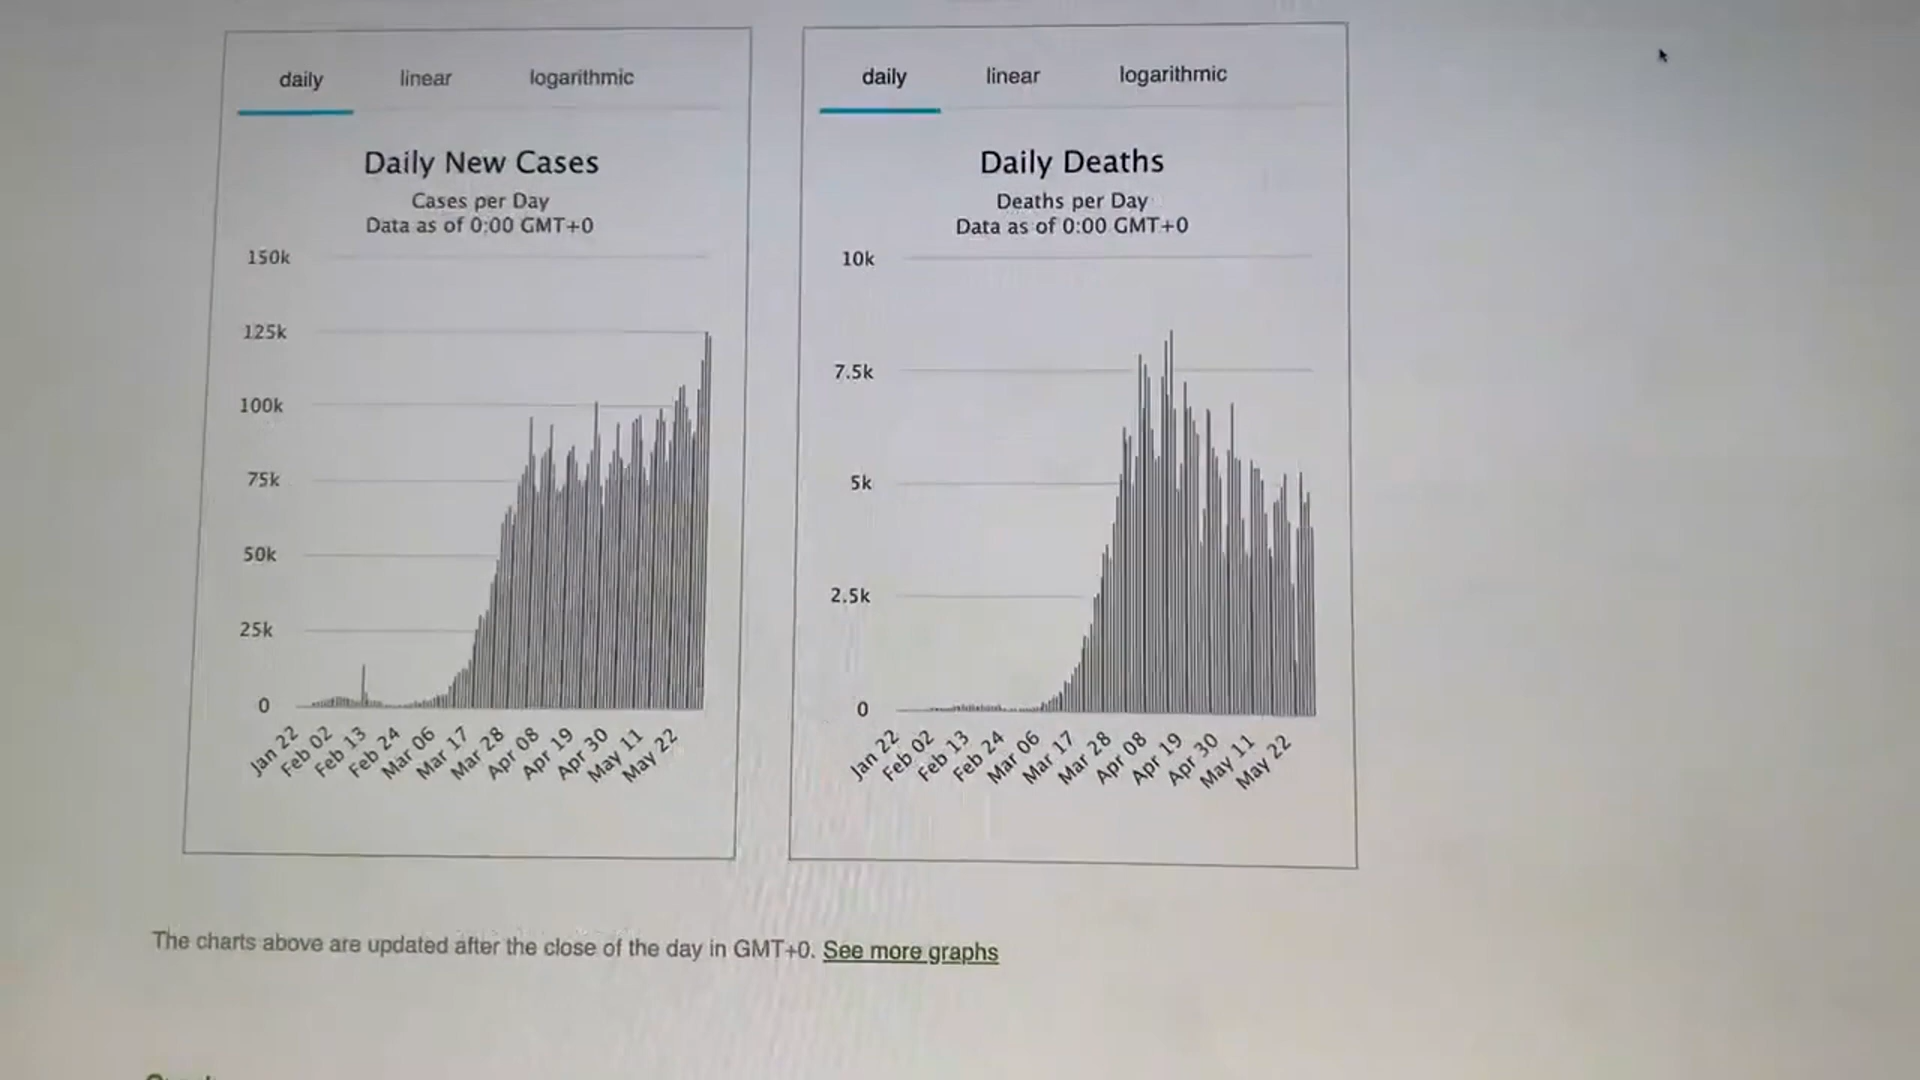 daily linear logarithmic
Daily New Cases
Cases per Day
Data as of 0:00 GMT+0
150k
125k
100k
75k
50k
25k
0
Jan 22 Feb 02 Feb 13 Feb 24 Mar 06 Mar 17 Mar 28 Apr 08 Apr 19 Apr 30 May 11 May 22
daily linear logarithmic
Daily Deaths
Deaths per Day
Data as of 0:00 GMT+0
10k
7.5k
5k
2.5k
0
Jan 22 Feb 02 Feb 13 Feb 24 Mar 06 Mar 17 Mar 28 Apr 08 Apr 19 Apr 30 May 11 May 22
The charts above are updated after the close of the day in GMT+0. See more graphs